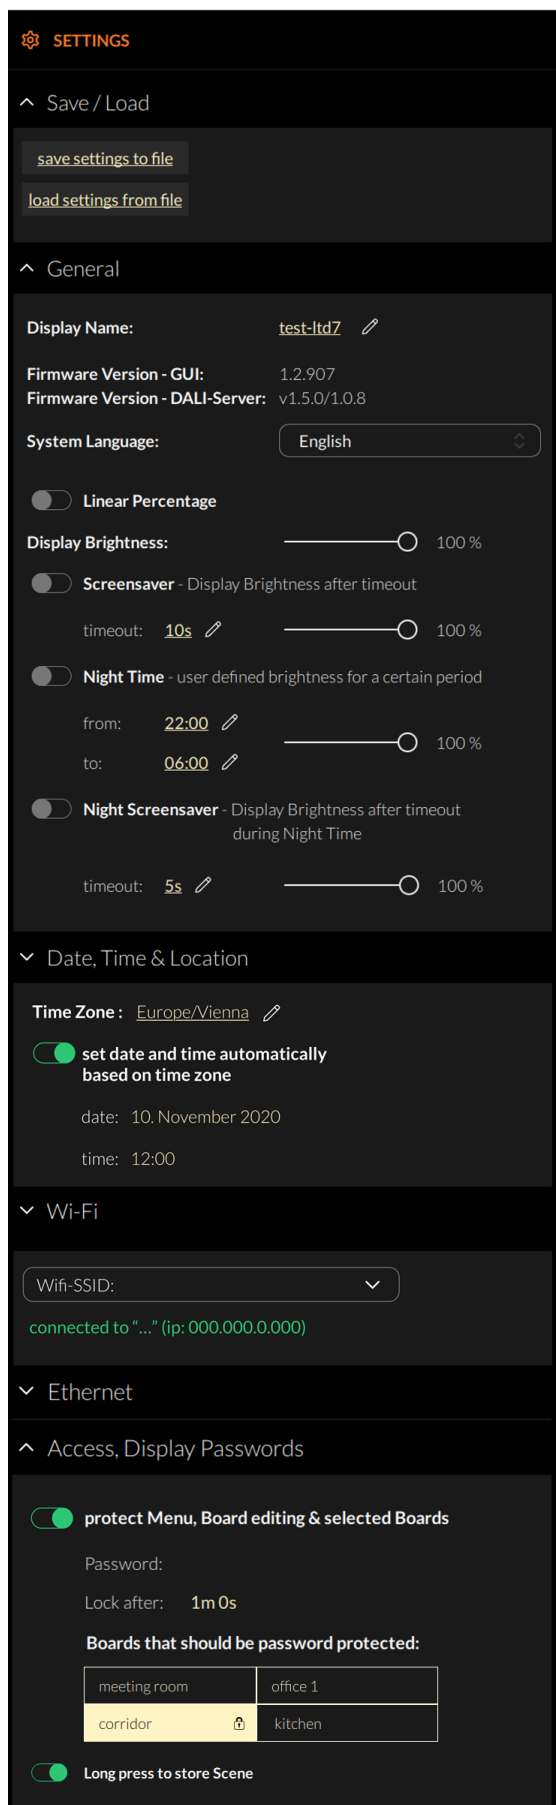 SETTINGS
Save / Load
save settings to file
load settings from file
General
Display Name: test-ltd7
Firmware Version - GUI: 1.2.907
Firmware Version - DALI-Server: v1.5.0/1.0.8
System Language: English
Linear Percentage
Display Brightness: 100 %
Screensaver - Display Brightness after timeout
timeout: 10s 100 %
Night Time - user defined brightness for a certain period
from: 22:00
100 %
to: 06:00
Night Screensaver - Display Brightness after timeout
during Night Time
timeout: 5s 100 %
Date, Time & Location
Time Zone : Europe/Vienna
set date and time automatically
based on time zone
date: 10. November 2020
time: 12:00
Wi-Fi
Wifi-SSID:
connected to “...” (ip: 000.000.0.000)
Ethernet
Access, Display Passwords
protect Menu, Board editing & selected Boards
Password:
Lock after: 1m 0s
Boards that should be password protected:
meeting room office 1
corridor kitchen
Long press to store Scene